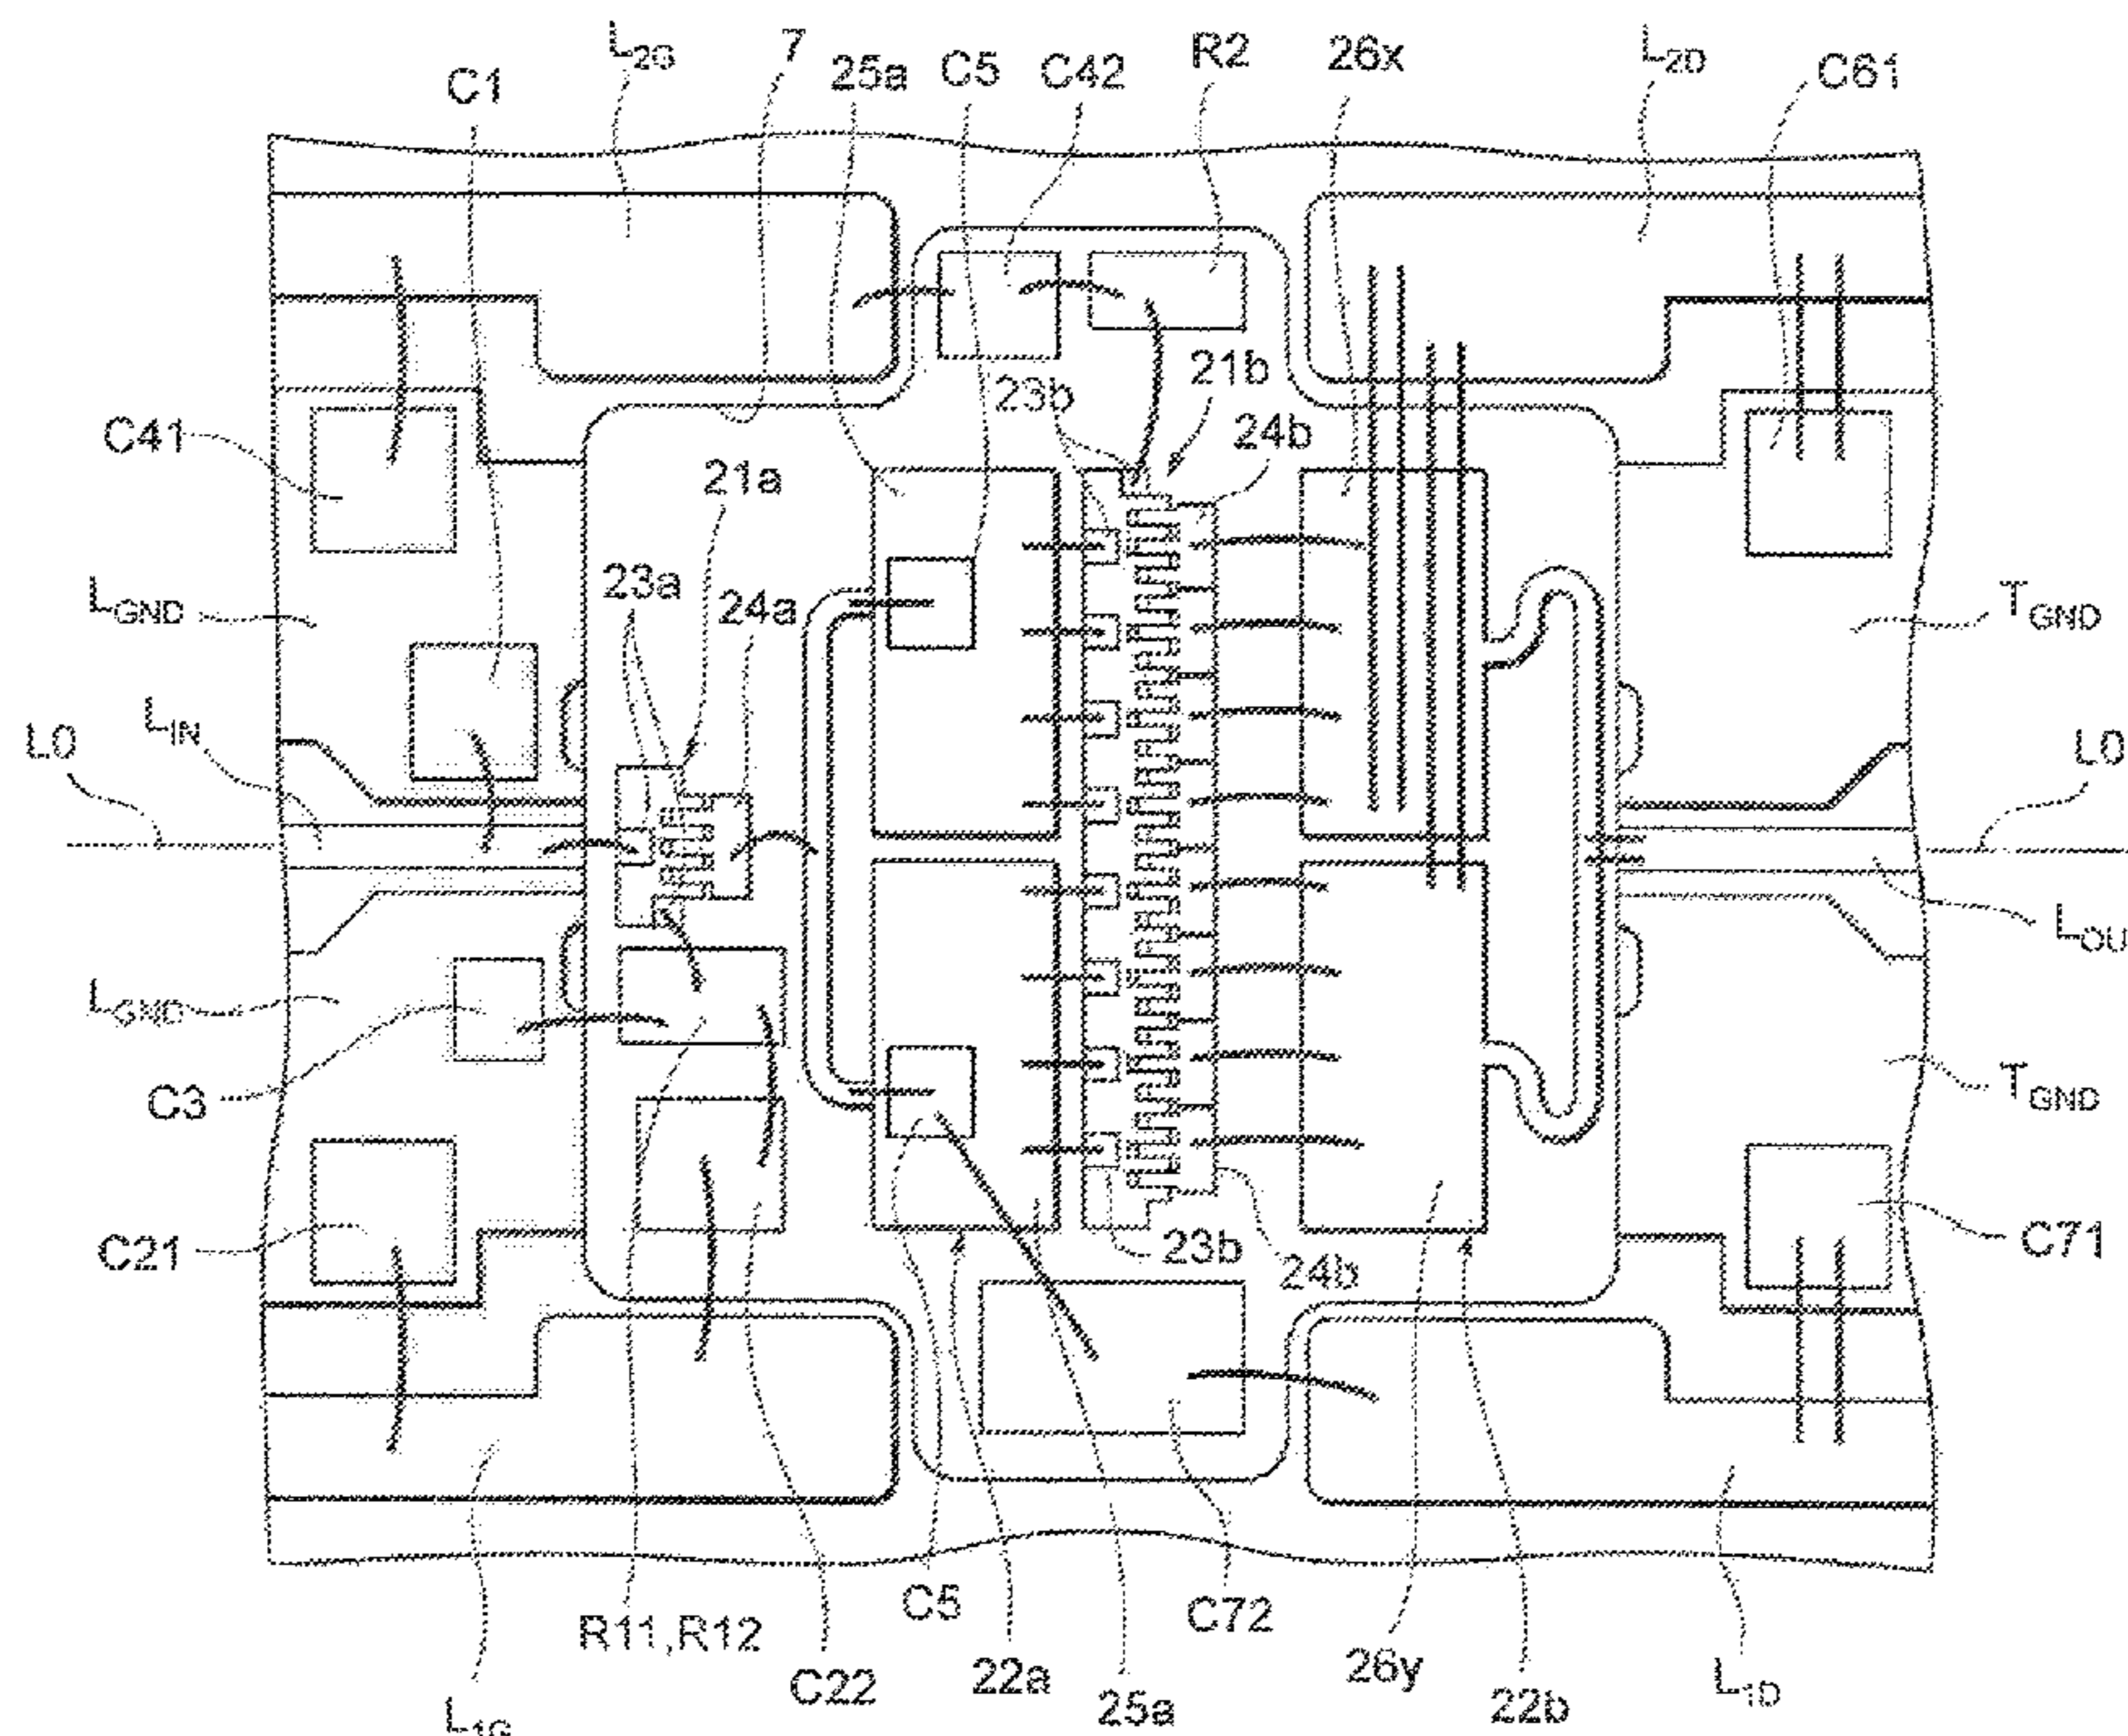 L2G
7
25a
C5
C42
R2
26x
L2D
C61
C1
C41
23b
21b
24b
21a
23a
24a
LGND
LIN
L0
TGND
L0
LOU
LGND
C3
TGND
C21
23b
24b
C71
C5
C72
R11,R12
C22
22a
25a
26y
22b
L1D
L1G